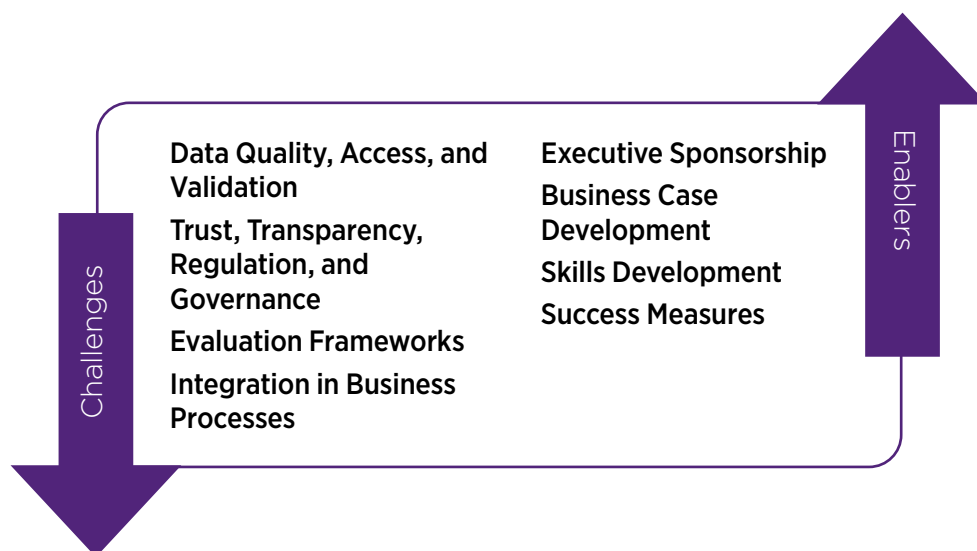 Challenges
Data Quality, Access, and
Validation
Trust, Transparency,
Regulation, and
Governance
Evaluation Frameworks
Integration in Business
Processes
Executive Sponsorship
Business Case
Development
Skills Development
Success Measures
Enablers